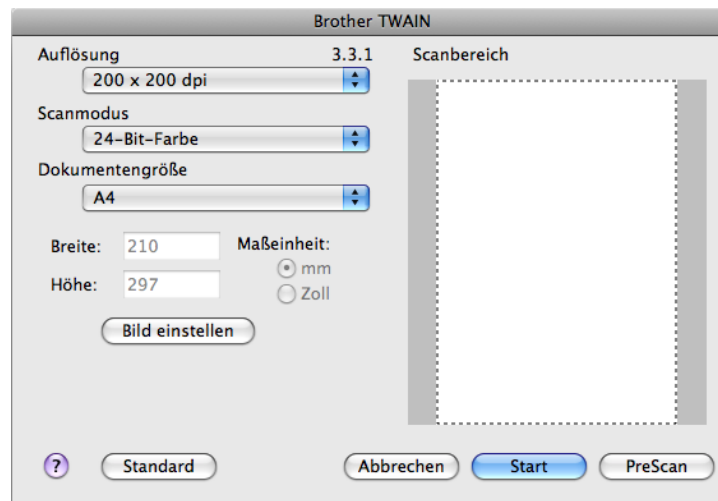 Brother TWAIN
Auflösung 3.3.1
200 x 200 dpi
Scanmodus
24-Bit-Farbe
Dokumentengröße
A4
Breite: 210
Höhe: 297
Maßeinheit:
mm
Zoll
Bild einstellen
Scanbereich
? Standard Abbrechen Start PreScan